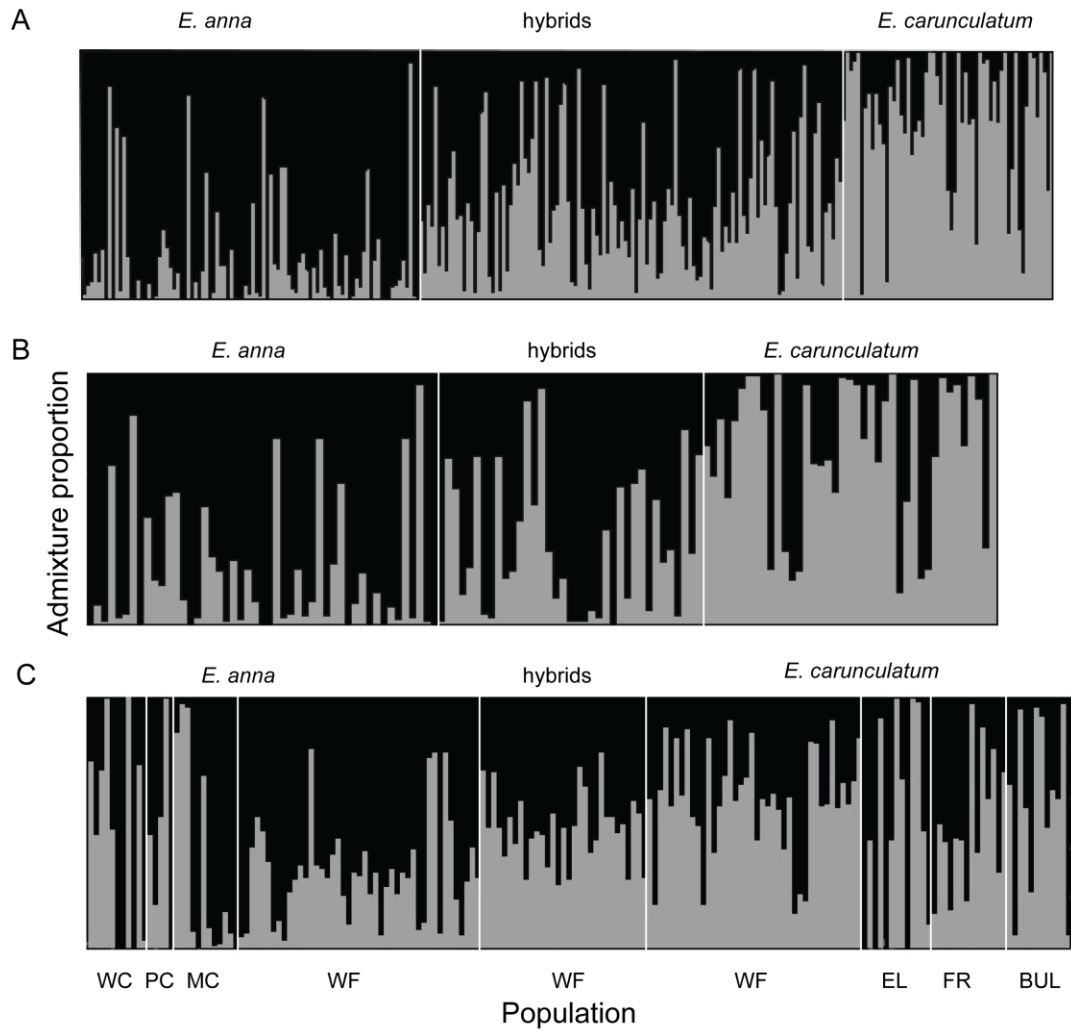 A
E. anna hybrids E. carunculatum
B
E. anna hybrids E. carunculatum
Admixture proportion
C
E. anna hybrids E. carunculatum
WC PC MC WF WF WF EL FR BUL
Population